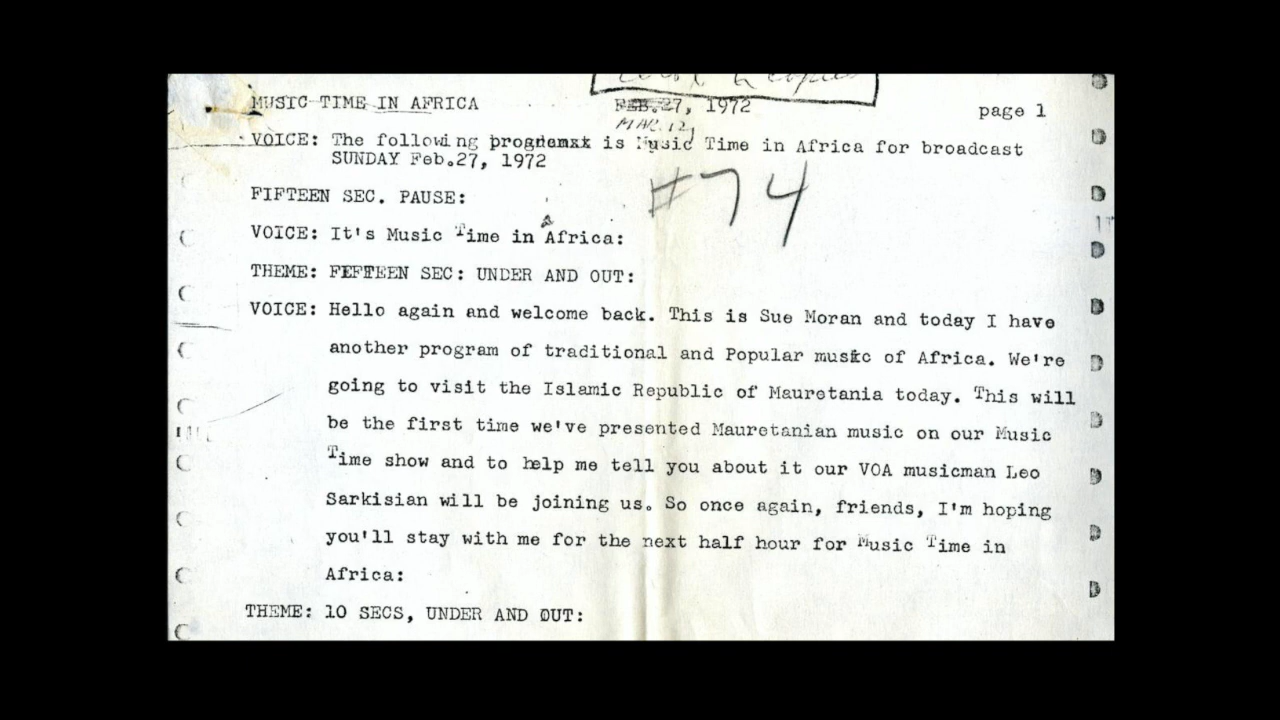 MUSIC TIME IN AFRICA FEB.27, 1972 page 1
MAR.12,
VOICE: The following is Music Time in Africa for broadcast
SUNDAY Feb.27, 1972
#74
FIFTEEN SEC. PAUSE:
VOICE: It's Music Time in Africa:
THEME: FEFTEEN SEC: UNDER AND OUT:
VOICE: Hello again and welcome back. This is Sue Moran and today I have
another program of traditional and Popular music of Africa. We're
going to visit the Islamic Republic of Mauretania today. This will
be the first time we've presented Mauretanian music on our Music
Time show and to help me tell you about it our VOA musicman Leo
Sarkisian will be joining us. So once again, friends, I'm hoping
you'll stay with me for the next half hour for Music Time in
Africa:
THEME: 10 SECS, UNDER AND OUT: